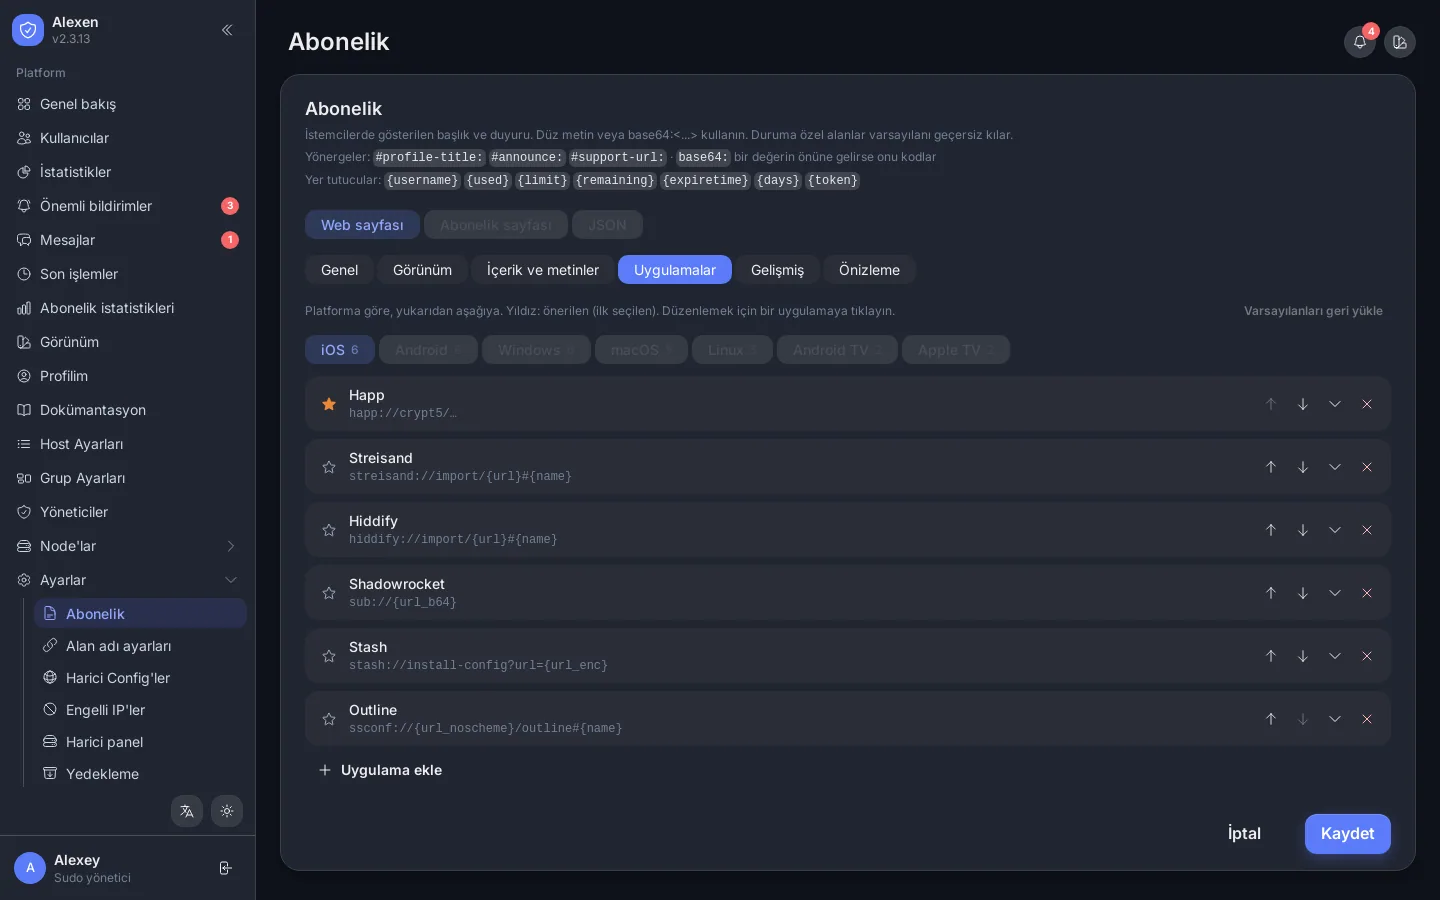 Alexen
v2.3.13
Platform
Genel bakış
Kullanıcılar
İstatistikler
Önemli bildirimler 3
Mesajlar 1
Son işlemler
Abonelik istatistikleri
Görünüm
Profilim
Dokümantasyon
Host Ayarları
Grup Ayarları
Yöneticiler
Node'lar
Ayarlar
Abonelik
Alan adı ayarları
Harici Config'ler
Engelli IP'ler
Harici panel
Yedekleme
A
Alexey
Sudo yönetici
Abonelik
4
Abonelik
İstemcilerde gösterilen başlık ve duyuru. Düz metin veya base64:<...> kullanın. Duruma özel alanlar varsayılanı geçersiz kılar.
Yönergeler: #profile-title: #announce: #support-url: · base64: bir değerin önüne gelirse onu kodlar
Yer tutucular: {username} {used} {limit} {remaining} {expiretime} {days} {token}
Web sayfası Abonelik sayfası JSON
Genel Görünüm İçerik ve metinler Uygulamalar Gelişmiş Önizleme
Platforma göre, yukarıdan aşağıya. Yıldız: önerilen (ilk seçilen). Düzenlemek için bir uygulamaya tıklayın. Varsayılanları geri yükle
iOS 6 Android Windows macOS Linux Android TV Apple TV
Happ
happ://crypt5/…
Streisand
streisand://import/{url}#{name}
Hiddify
hiddify://import/{url}#{name}
Shadowrocket
sub://{url_b64}
Stash
stash://install-config?url={url_enc}
Outline
ssconf://{url_noscheme}/outline#{name}
Uygulama ekle
İptal Kaydet